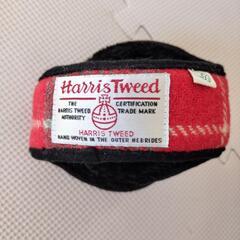 Harris Tweed
THE CERTIFICATION
HARRIS TWEED TRADE MARK
AUTHORITY
HARRIS TWEED
HAND WOVEN IN THE OUTER HEBRIDES